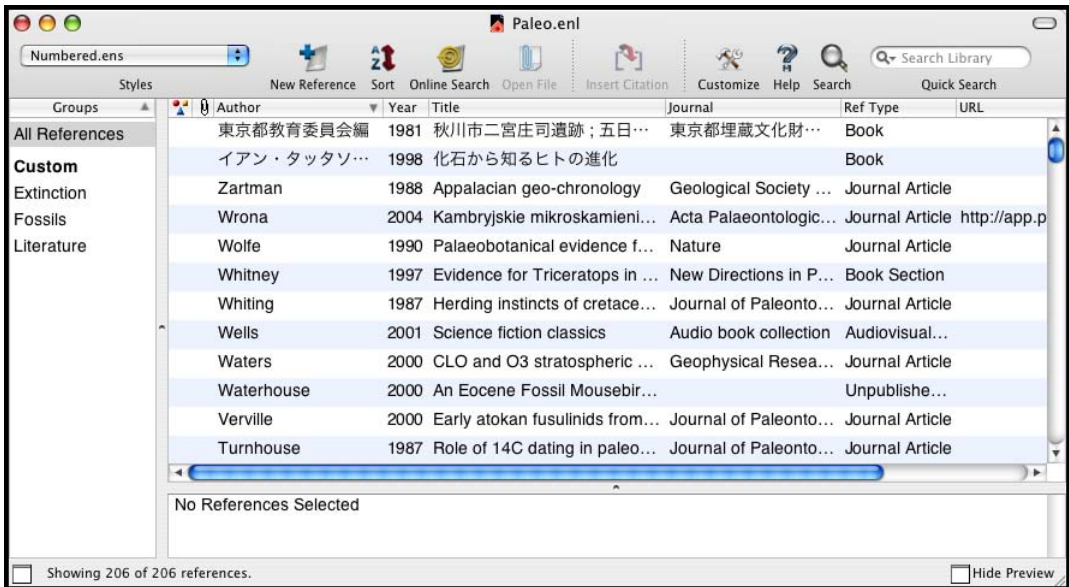 Paleo.enl
Numbered.ens
Search Library
Styles New Reference Sort Online Search Open File Insert Citation Customize Help Search Quick Search
Groups Author Year Title Journal Ref Type URL
All References
Custom
Extinction
Fossils
Literature
東京都教育委員会編 1981 秋川市二宮庄司遺跡 ; 五日… 東京都埋蔵文化財… Book
イアン・タッタソ… 1998 化石から知るヒトの進化 Book
Zartman 1988 Appalacian geo-chronology Geological Society ... Journal Article
Wrona 2004 Kambryjskie mikroskamieni... Acta Palaeontologic... Journal Article http://app.p
Wolfe 1990 Palaeobotanical evidence f... Nature Journal Article
Whitney 1997 Evidence for Triceratops in ... New Directions in P... Book Section
Whiting 1987 Herding instincts of cretace... Journal of Paleonto... Journal Article
Wells 2001 Science fiction classics Audio book collection Audiovisual...
Waters 2000 CLO and O3 stratospheric ... Geophysical Resea... Journal Article
Waterhouse 2000 An Eocene Fossil Mousebir... Unpublishe...
Verville 2000 Early atokan fusulinids from... Journal of Paleonto... Journal Article
Turnhouse 1987 Role of 14C dating in paleo... Journal of Paleonto... Journal Article
No References Selected
Showing 206 of 206 references. Hide Preview